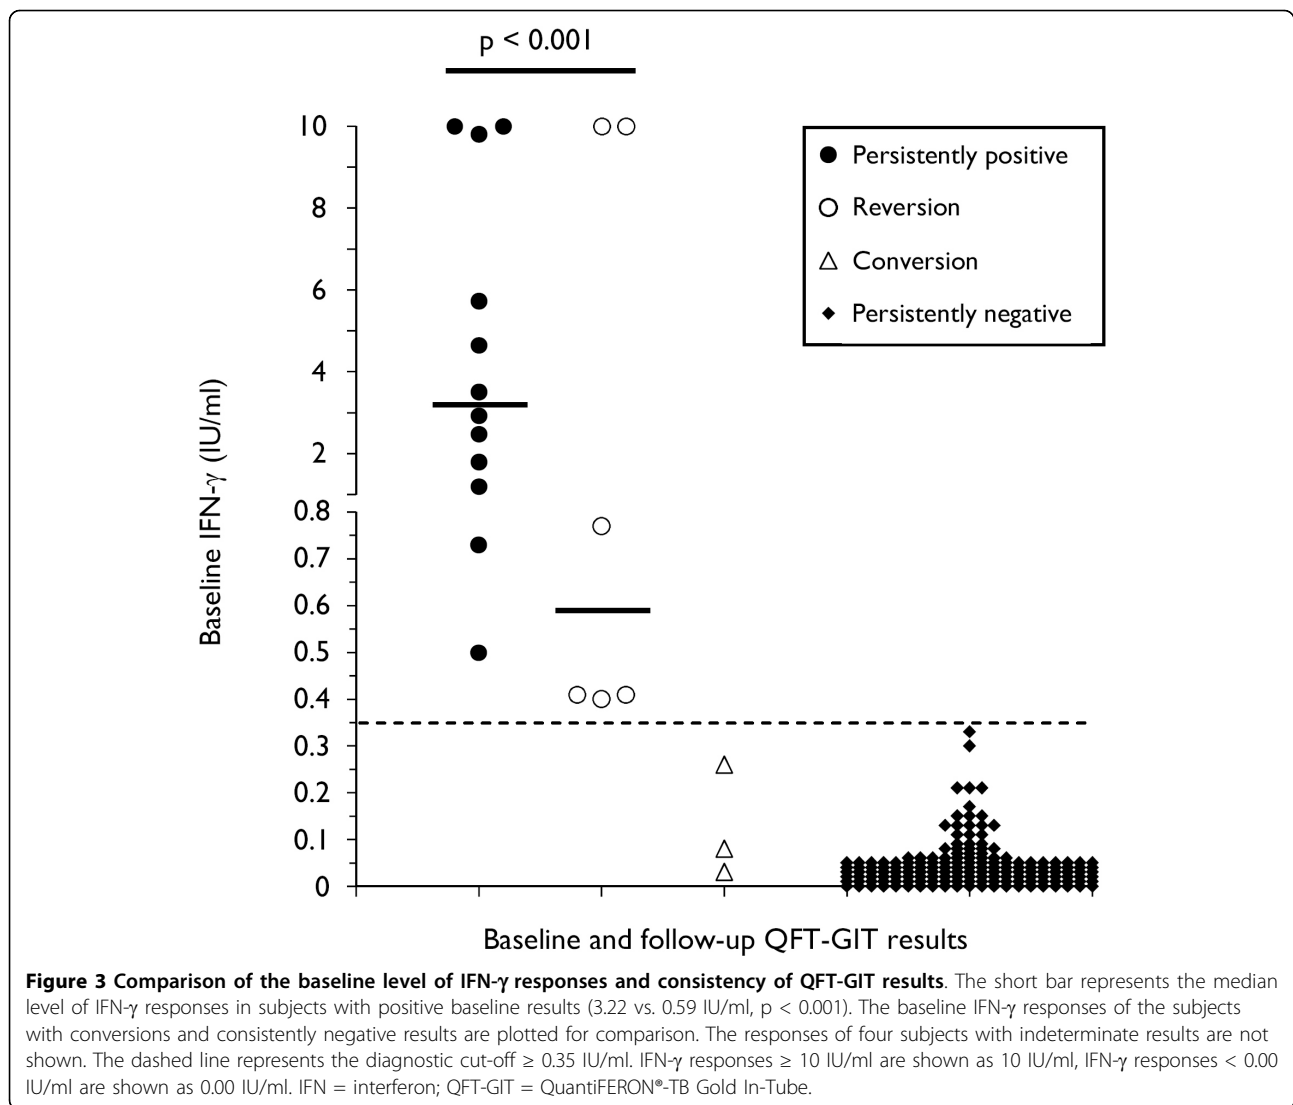 p < 0.001
10
8
6
4
2
0.8
0.7
0.6
0.5
0.4
0.3
0.2
0.1
0
Baseline IFN-γ (IU/ml)
Persistently positive
Reversion
Conversion
Persistently negative
Baseline and follow-up QFT-GIT results
Figure 3 Comparison of the baseline level of IFN-γ responses and consistency of QFT-GIT results. The short bar represents the median
level of IFN-γ responses in subjects with positive baseline results (3.22 vs. 0.59 IU/ml, p < 0.001). The baseline IFN-γ responses of the subjects
with conversions and consistently negative results are plotted for comparison. The responses of four subjects with indeterminate results are not
shown. The dashed line represents the diagnostic cut-off ≥ 0.35 IU/ml. IFN-γ responses ≥ 10 IU/ml are shown as 10 IU/ml, IFN-γ responses < 0.00
IU/ml are shown as 0.00 IU/ml. IFN = interferon; QFT-GIT = QuantiFERON®-TB Gold In-Tube.